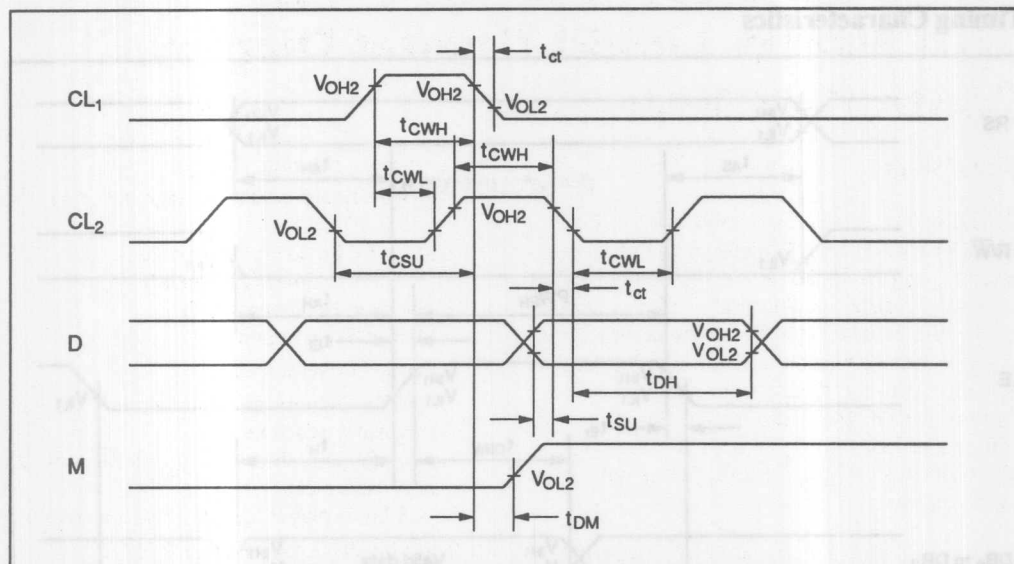 t_ct
V_OH2 V_OH2 V_OL2
CL₁
t_CWH
t_CWH
t_CWL
CL₂ V_OL2 V_OH2
t_CSU t_CWL
t_ct
D V_OH2
V_OL2
t_DH
t_SU
M V_OL2
t_DM